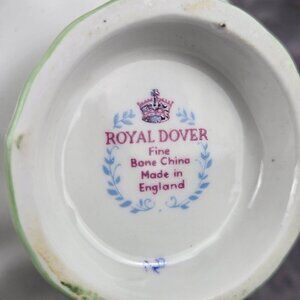 ROYAL DOVER
Fine
Bone China
Made in
England